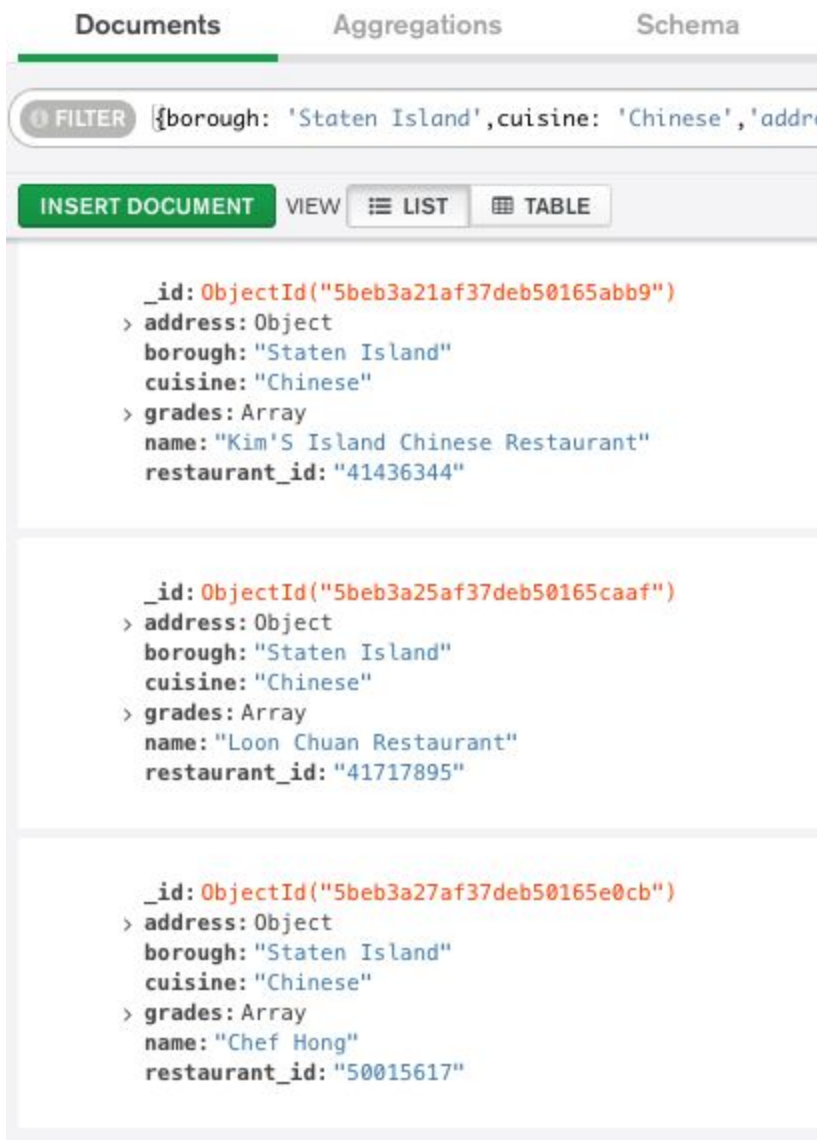 Documents Aggregations Schema
FILTER {borough: 'Staten Island',cuisine: 'Chinese','addre
INSERT DOCUMENT VIEW LIST TABLE
_id: ObjectId("5beb3a21af37deb50165abb9")
> address: Object
borough: "Staten Island"
cuisine: "Chinese"
> grades: Array
name: "Kim'S Island Chinese Restaurant"
restaurant_id: "41436344"
_id: ObjectId("5beb3a25af37deb50165caaf")
> address: Object
borough: "Staten Island"
cuisine: "Chinese"
> grades: Array
name: "Loon Chuan Restaurant"
restaurant_id: "41717895"
_id: ObjectId("5beb3a27af37deb50165e0cb")
> address: Object
borough: "Staten Island"
cuisine: "Chinese"
> grades: Array
name: "Chef Hong"
restaurant_id: "50015617"